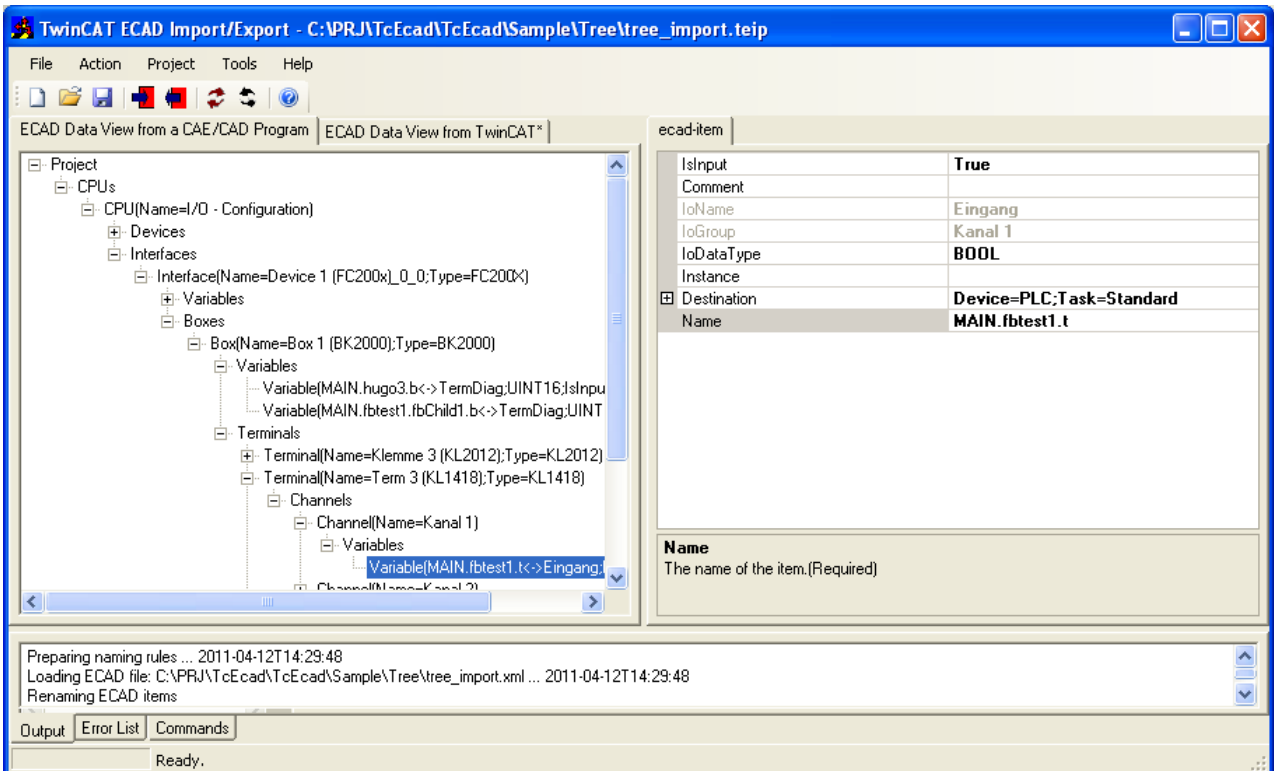 TwinCAT ECAD Import/Export - C:\PRJ\TcEcad\TcEcad\Sample\Tree\tree_import.teip
File Action Project Tools Help
ECAD Data View from a CAE/CAD Program ECAD Data View from TwinCAT*
Project
CPUs
CPU(Name=I/O - Configuration)
Devices
Interfaces
Interface(Name=Device 1 (FC200x)_0_0;Type=FC200X)
Variables
Boxes
Box(Name=Box 1 (BK2000);Type=BK2000)
Variables
Variable(MAIN.hugo3.b<->TermDiag;UINT16;IsInpu
Variable(MAIN.fbtest1.fbChild1.b<->TermDiag;UINT
Terminals
Terminal(Name=Klemme 3 (KL2012);Type=KL2012)
Terminal(Name=Term 3 (KL1418);Type=KL1418)
Channels
Channel(Name=Kanal 1)
Variables
Variable(MAIN.fbtest1.t<->Eingang;
Channel(Name=Kanal 2)
ecad-item
IsInput True
Comment
IoName Eingang
IoGroup Kanal 1
IoDataType BOOL
Instance
Destination Device=PLC;Task=Standard
Name MAIN.fbtest1.t
Name
The name of the item.(Required)
Preparing naming rules ... 2011-04-12T14:29:48
Loading ECAD file: C:\PRJ\TcEcad\TcEcad\Sample\Tree\tree_import.xml ... 2011-04-12T14:29:48
Renaming ECAD items
Output Error List Commands
Ready.